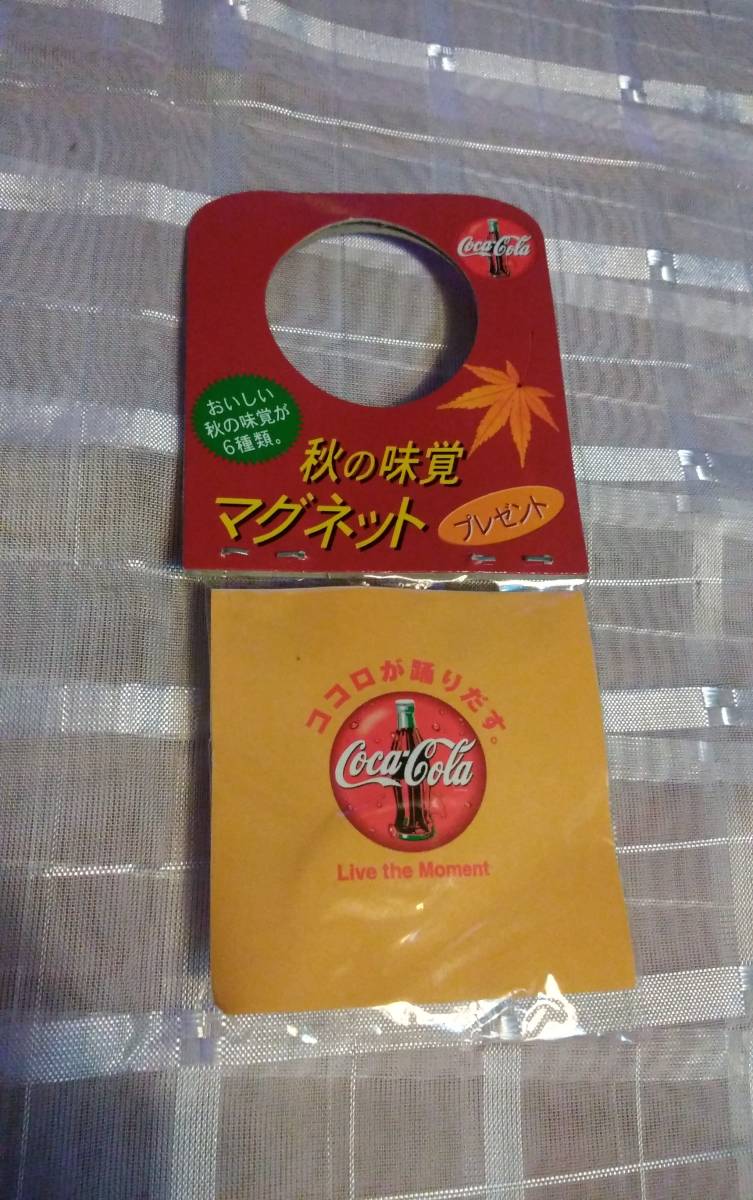 Coca-Cola
おいしい
秋の味覚が
6種類。
秋の味覚
マグネット
プレゼント
ココロが踊りだす。
Coca-Cola
Live the Moment